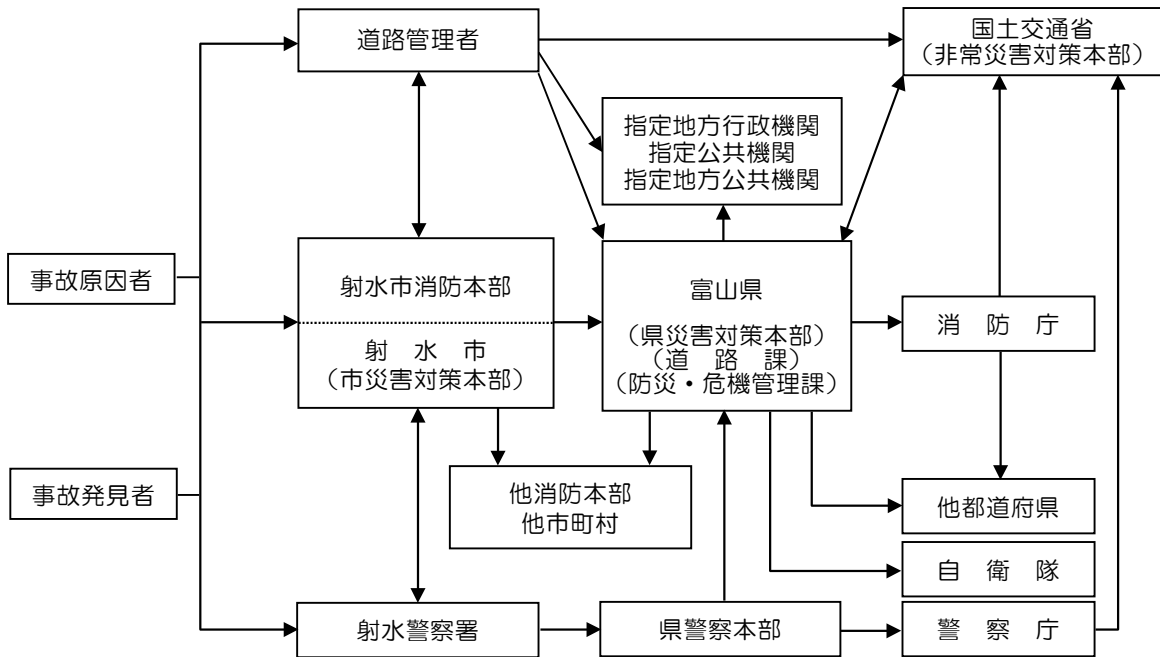 道路管理者
国土交通省
（非常災害対策本部）
指定地方行政機関
指定公共機関
指定地方公共機関
事故原因者
射水市消防本部
射　水　市
（市災害対策本部）
富山県
（県災害対策本部）
（道　路　課）
（防災・危機管理課）
消　防　庁
事故発見者
他消防本部
他市町村
他都道府県
自　衛　隊
射水警察署
県警察本部
警　察　庁